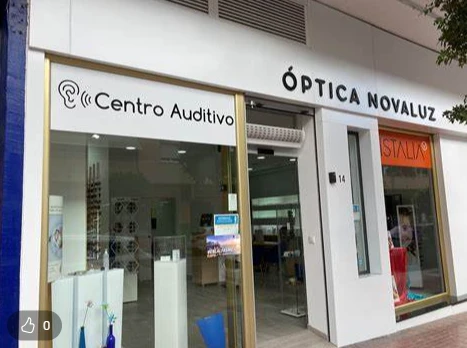 Centro Auditivo
ÓPTICA NOVALUZ
ISTALIA
14
0